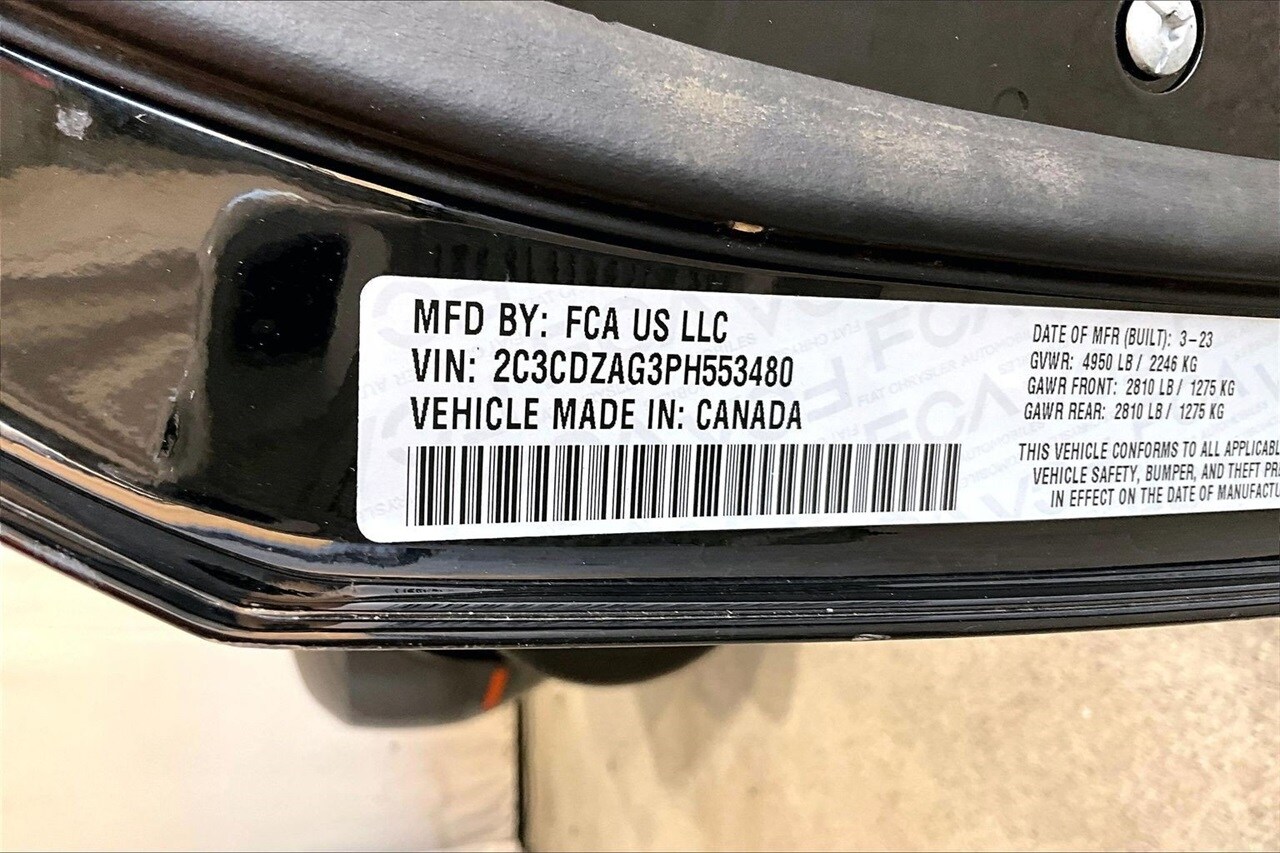 MFD BY: FCA US LLC
VIN: 2C3CDZAG3PH553480
VEHICLE MADE IN: CANADA
DATE OF MFR (BUILT): 3-23
GVWR: 4950 LB / 2246 KG
GAWR FRONT: 2810 LB / 1275 KG
GAWR REAR: 2810 LB / 1275 KG
THIS VEHICLE CONFORMS TO ALL
VEHICLE SAFETY, BUMPER, AND THEFT
IN EFFECT ON THE DATE OF